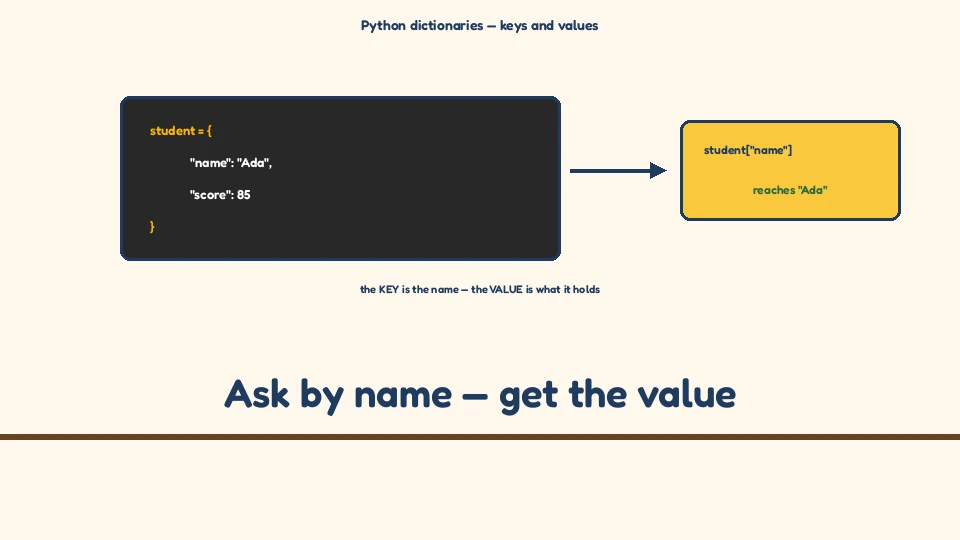 Python dictionaries — keys and values
student = {
"name": "Ada",
"score": 85
}
student["name"]
reaches "Ada"
the KEY is the name — the VALUE is what it holds
Ask by name — get the value